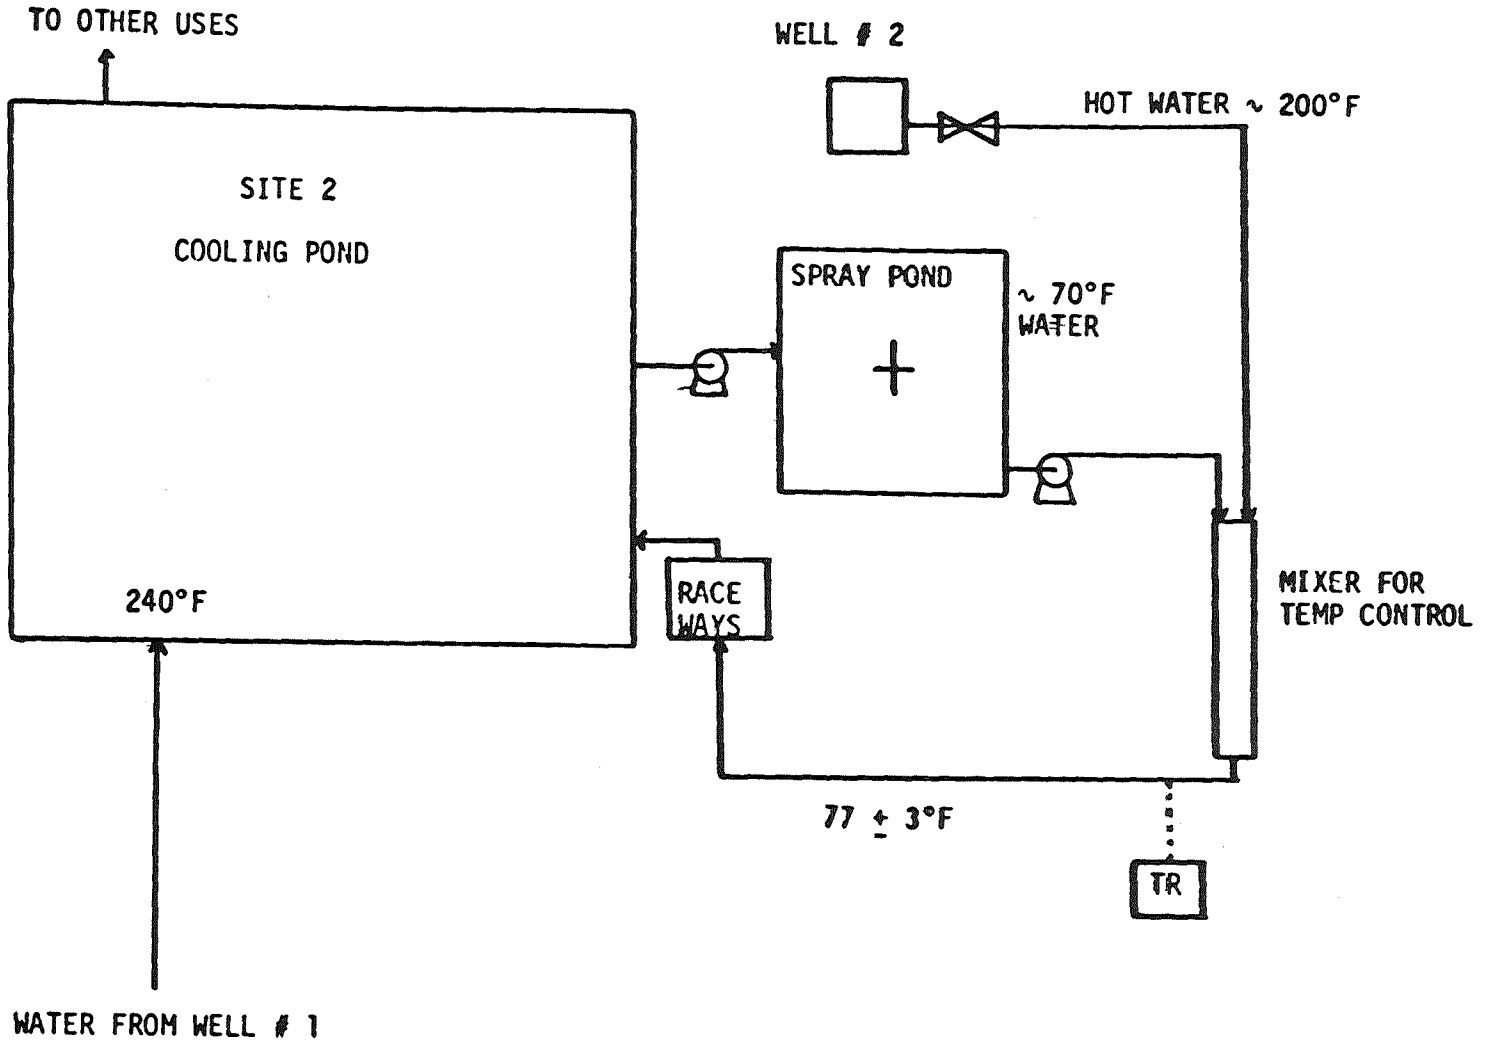 TO OTHER USES
WELL # 2
HOT WATER ~ 200°F
SITE 2
COOLING POND
SPRAY POND
~ 70°F
WATER
240°F
RACE
WAYS
MIXER FOR
TEMP CONTROL
77 ± 3°F
TR
WATER FROM WELL # 1